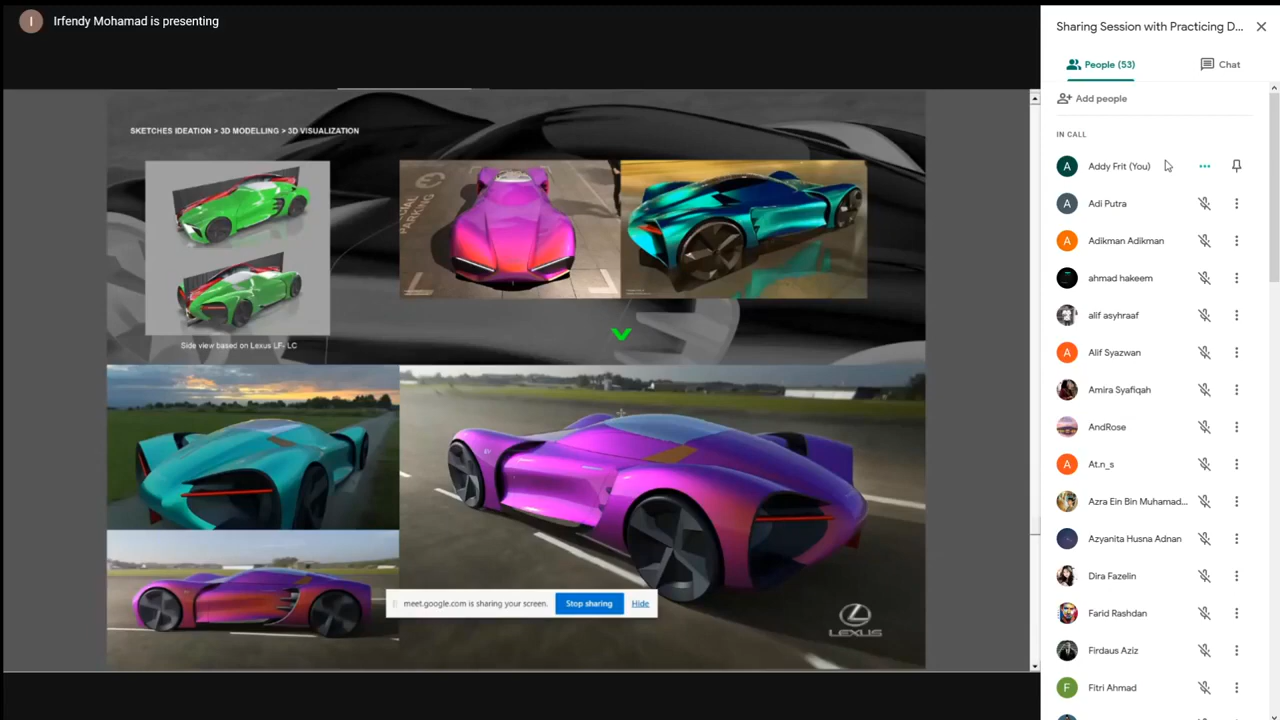 I
Irfendy Mohamad is presenting
Sharing Session with Practicing D...
People (53)
Chat
Add people
IN CALL
SKETCHES IDEATION > 3D MODELLING > 3D VISUALIZATION
Side view based on Lexus LF- LC
meet.google.com is sharing your screen.
Stop sharing
Hide
LEXUS
A
Addy Frit (You)
A
Adi Putra
A
Adikman Adikman
ahmad hakeem
alif asyhraaf
A
Alif Syazwan
Amira Syafiqah
AndRose
A
At.n_s
Azra Ein Bin Muhamad...
Azyanita Husna Adnan
Dira Fazelin
Farid Rashdan
Firdaus Aziz
F
Fitri Ahmad